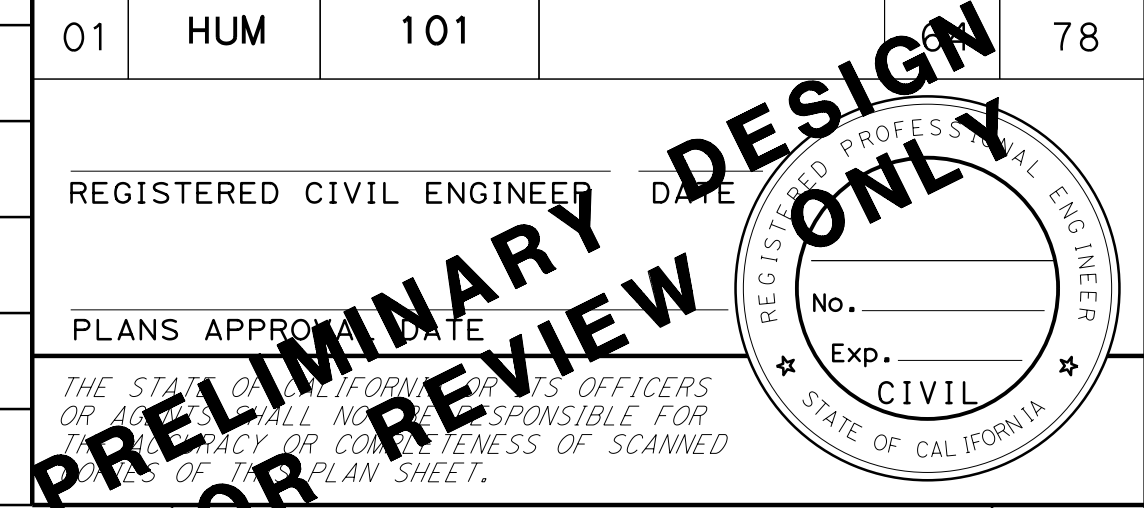 01 HUM 101 64 78
REGISTERED CIVIL ENGINEER DATE
PLANS APPROVAL DATE
THE STATE OF CALIFORNIA OR ITS OFFICERS
OR AGENTS SHALL NOT BE RESPONSIBLE FOR
THE ACCURACY OR COMPLETENESS OF SCANNED
COPIES OF THIS PLAN SHEET.
REGISTERED PROFESSIONAL ENGINEER
No.
Exp.
CIVIL
STATE OF CALIFORNIA
PRELIMINARY DESIGN
OR REVIEW ONLY